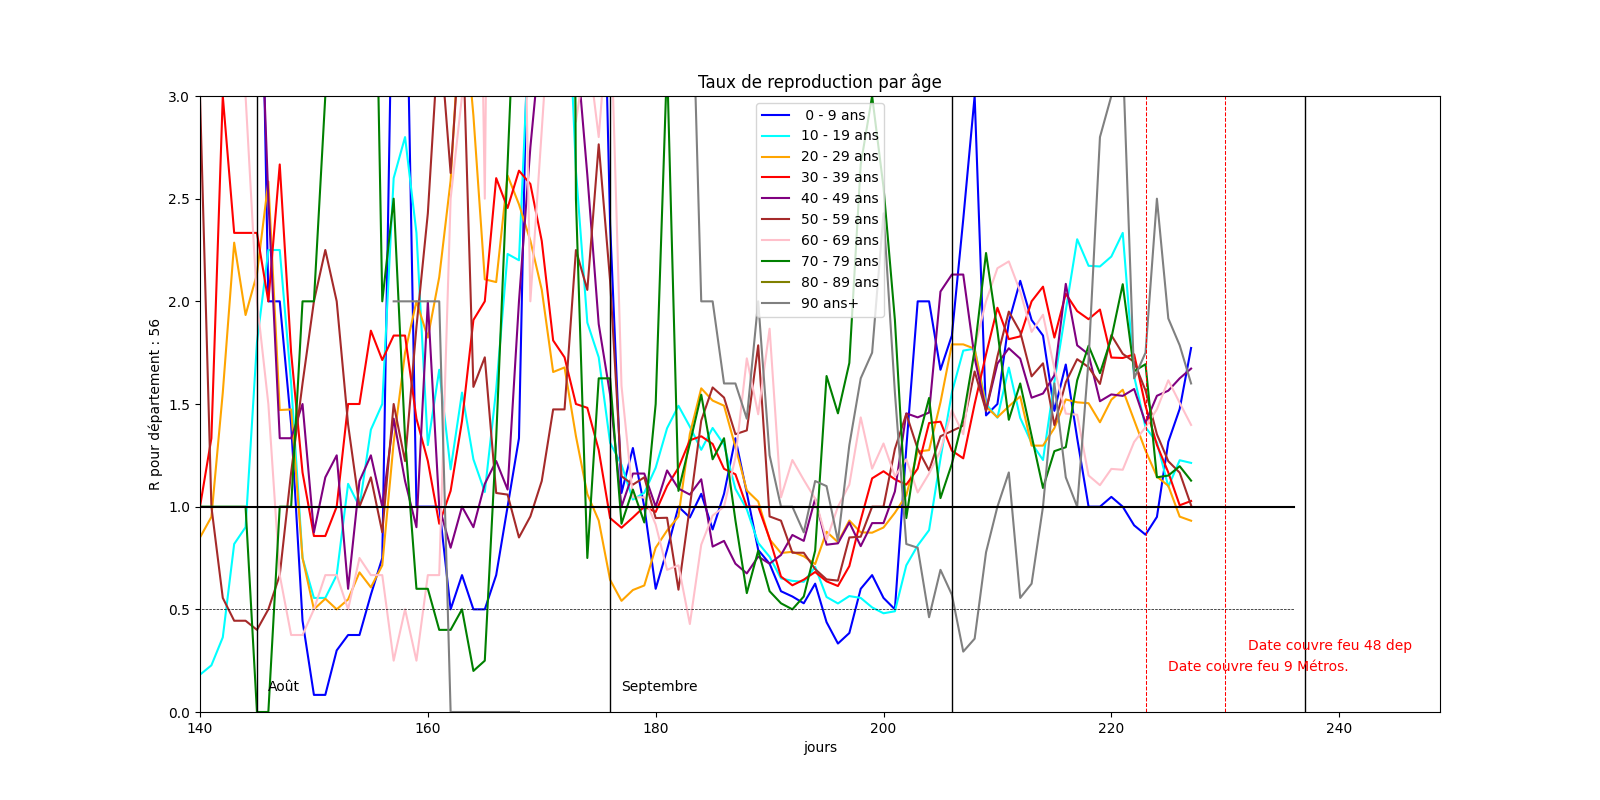 Taux de reproduction par âge
3.0
2.5
2.0
1.5
1.0
0.5
0.0
R pour département : 56
0 - 9 ans
10 - 19 ans
20 - 29 ans
30 - 39 ans
40 - 49 ans
50 - 59 ans
60 - 69 ans
70 - 79 ans
80 - 89 ans
90 ans+
Date couvre feu 48 dep
Date couvre feu 9 Métros.
Août
Septembre
140
160
180
200
220
240
jours